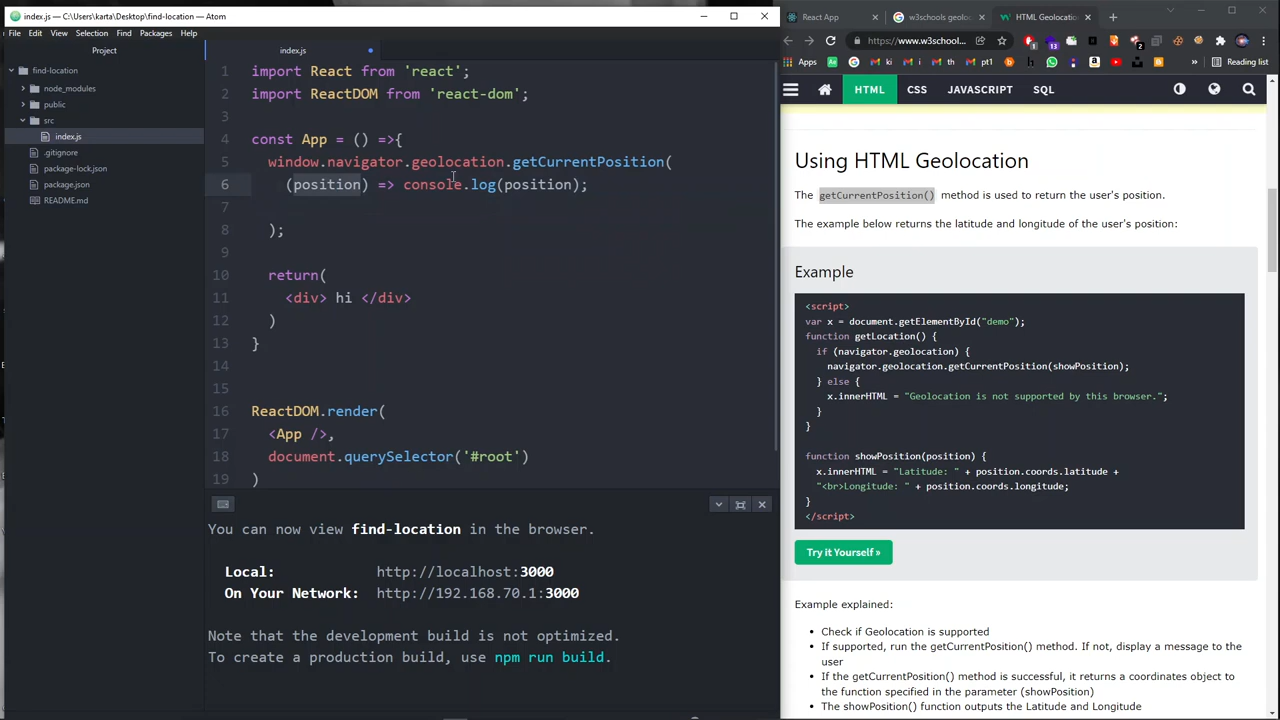 index.js — C:\Users\karta\Desktop\find-location — Atom
File Edit View Selection Find Packages Help
Project
find-location
node_modules
public
src
index.js
.gitignore
package-lock.json
package.json
README.md
index.js
1 import React from 'react';
2 import ReactDOM from 'react-dom';
3
4 const App = () =>{
5 window.navigator.geolocation.getCurrentPosition(
6 (position) => console.log(position);
7
8 );
9
10 return(
11 <div> hi </div>
12 )
13 }
14
15
16 ReactDOM.render(
17 <App />,
18 document.querySelector('#root')
19 )
You can now view find-location in the browser.
Local: http://localhost:3000
On Your Network: http://192.168.70.1:3000
Note that the development build is not optimized.
To create a production build, use npm run build.
React App
w3schools geolo
HTML Geolocation
https://www.w3school...
Apps ki m th pt1 Reading list
HTML CSS JAVASCRIPT SQL
Using HTML Geolocation
The getCurrentPosition() method is used to return the user's position.
The example below returns the latitude and longitude of the user's position:
Example
<script>
var x = document.getElementById("demo");
function getLocation() {
if (navigator.geolocation) {
navigator.geolocation.getCurrentPosition(showPosition);
} else {
x.innerHTML = "Geolocation is not supported by this browser.";
}
}
function showPosition(position) {
x.innerHTML = "Latitude: " + position.coords.latitude +
"<br>Longitude: " + position.coords.longitude;
}
</script>
Try it Yourself »
Example explained:
• Check if Geolocation is supported
• If supported, run the getCurrentPosition() method. If not, display a message to the
user
• If the getCurrentPosition() method is successful, it returns a coordinates object to
the function specified in the parameter (showPosition)
• The showPosition() function outputs the Latitude and Longitude